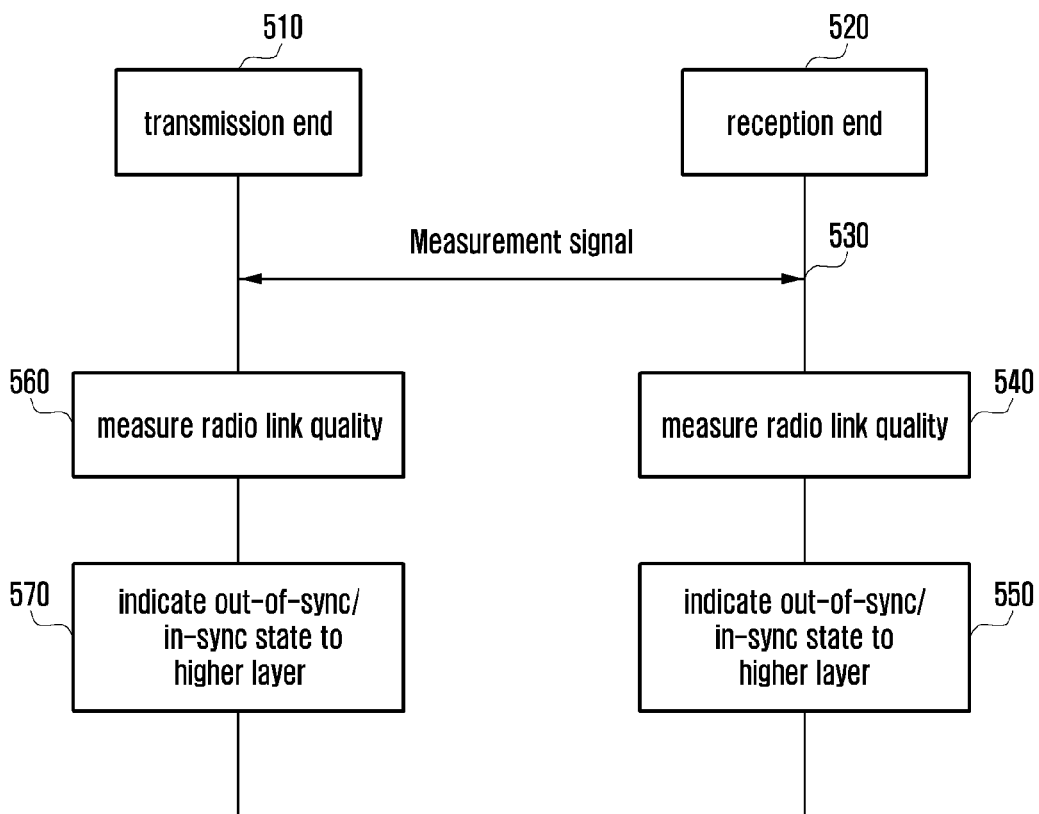 510
520
transmission end
reception end
Measurement signal
530
560
measure radio link quality
measure radio link quality
540
570
indicate out-of-sync/
in-sync state to
higher layer
indicate out-of-sync/
in-sync state to
higher layer
550